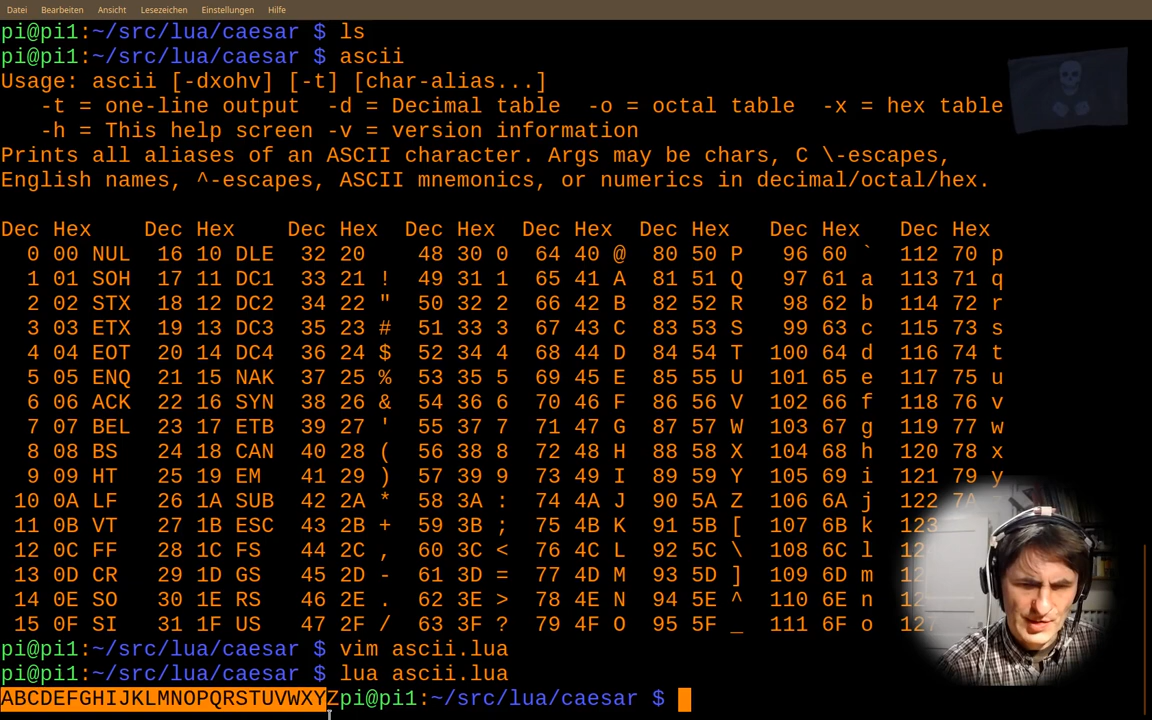 Datei Bearbeiten Ansicht Lesezeichen Einstellungen Hilfe
pi@pi1:~/src/lua/caesar $ ls
pi@pi1:~/src/lua/caesar $ ascii
Usage: ascii [-dxohv] [-t] [char-alias...]
   -t = one-line output  -d = Decimal table  -o = octal table  -x = hex table
   -h = This help screen -v = version information
Prints all aliases of an ASCII character. Args may be chars, C \-escapes,
English names, ^-escapes, ASCII mnemonics, or numerics in decimal/octal/hex.
Dec Hex    Dec Hex    Dec Hex  Dec Hex  Dec Hex  Dec Hex   Dec Hex   Dec Hex
  0 00 NUL  16 10 DLE  32 20    48 30 0  64 40 @  80 50 P   96 60 `  112 70 p
  1 01 SOH  17 11 DC1  33 21 !  49 31 1  65 41 A  81 51 Q   97 61 a  113 71 q
  2 02 STX  18 12 DC2  34 22 "  50 32 2  66 42 B  82 52 R   98 62 b  114 72 r
  3 03 ETX  19 13 DC3  35 23 #  51 33 3  67 43 C  83 53 S   99 63 c  115 73 s
  4 04 EOT  20 14 DC4  36 24 $  52 34 4  68 44 D  84 54 T  100 64 d  116 74 t
  5 05 ENQ  21 15 NAK  37 25 %  53 35 5  69 45 E  85 55 U  101 65 e  117 75 u
  6 06 ACK  22 16 SYN  38 26 &  54 36 6  70 46 F  86 56 V  102 66 f  118 76 v
  7 07 BEL  23 17 ETB  39 27 '  55 37 7  71 47 G  87 57 W  103 67 g  119 77 w
  8 08 BS   24 18 CAN  40 28 (  56 38 8  72 48 H  88 58 X  104 68 h  120 78 x
  9 09 HT   25 19 EM   41 29 )  57 39 9  73 49 I  89 59 Y  105 69 i  121 79 y
 10 0A LF   26 1A SUB  42 2A *  58 3A :  74 4A J  90 5A Z  106 6A j  122
 11 0B VT   27 1B ESC  43 2B +  59 3B ;  75 4B K  91 5B [  107 6B k  123
 12 0C FF   28 1C FS   44 2C ,  60 3C <  76 4C L  92 5C \  108 6C l
 13 0D CR   29 1D GS   45 2D -  61 3D =  77 4D M  93 5D ]  109 6D m
 14 0E SO   30 1E RS   46 2E .  62 3E >  78 4E N  94 5E ^  110 6E n
 15 0F SI   31 1F US   47 2F /  63 3F ?  79 4F O  95 5F _  111 6F o  127
pi@pi1:~/src/lua/caesar $ vim ascii.lua
pi@pi1:~/src/lua/caesar $ lua ascii.lua
ABCDEFGHIJKLMNOPQRSTUVWXYZpi@pi1:~/src/lua/caesar $